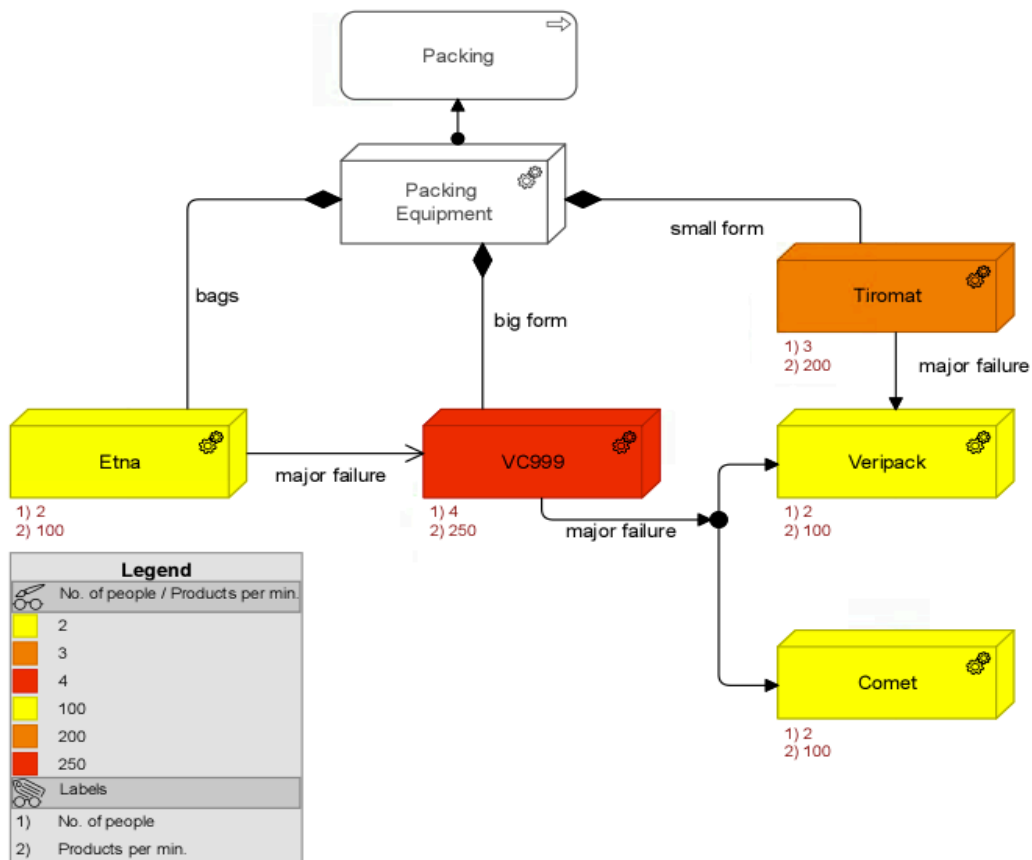 Packing
Packing
Equipment
small form
bags
big form
Tiromat
1) 3
2) 200
major failure
Etna
major failure
VC999
Veripack
1) 2
2) 100
1) 4
2) 250
major failure
1) 2
2) 100
Legend
No. of people / Products per min.
2
3
4
100
200
250
Labels
1) No. of people
2) Products per min.
Comet
1) 2
2) 100